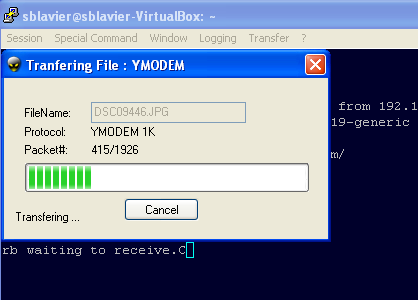 sblavier@sblavier-VirtualBox: ~
Session Special Command Window Logging Transfer ?
Tranfering File : YMODEM
from 192.1
19-generic
m/
FileName: DSC09446.JPG
Protocol: YMODEM 1K
Packet#: 415/1926
Transfering ...
Cancel
rb waiting to receive.C